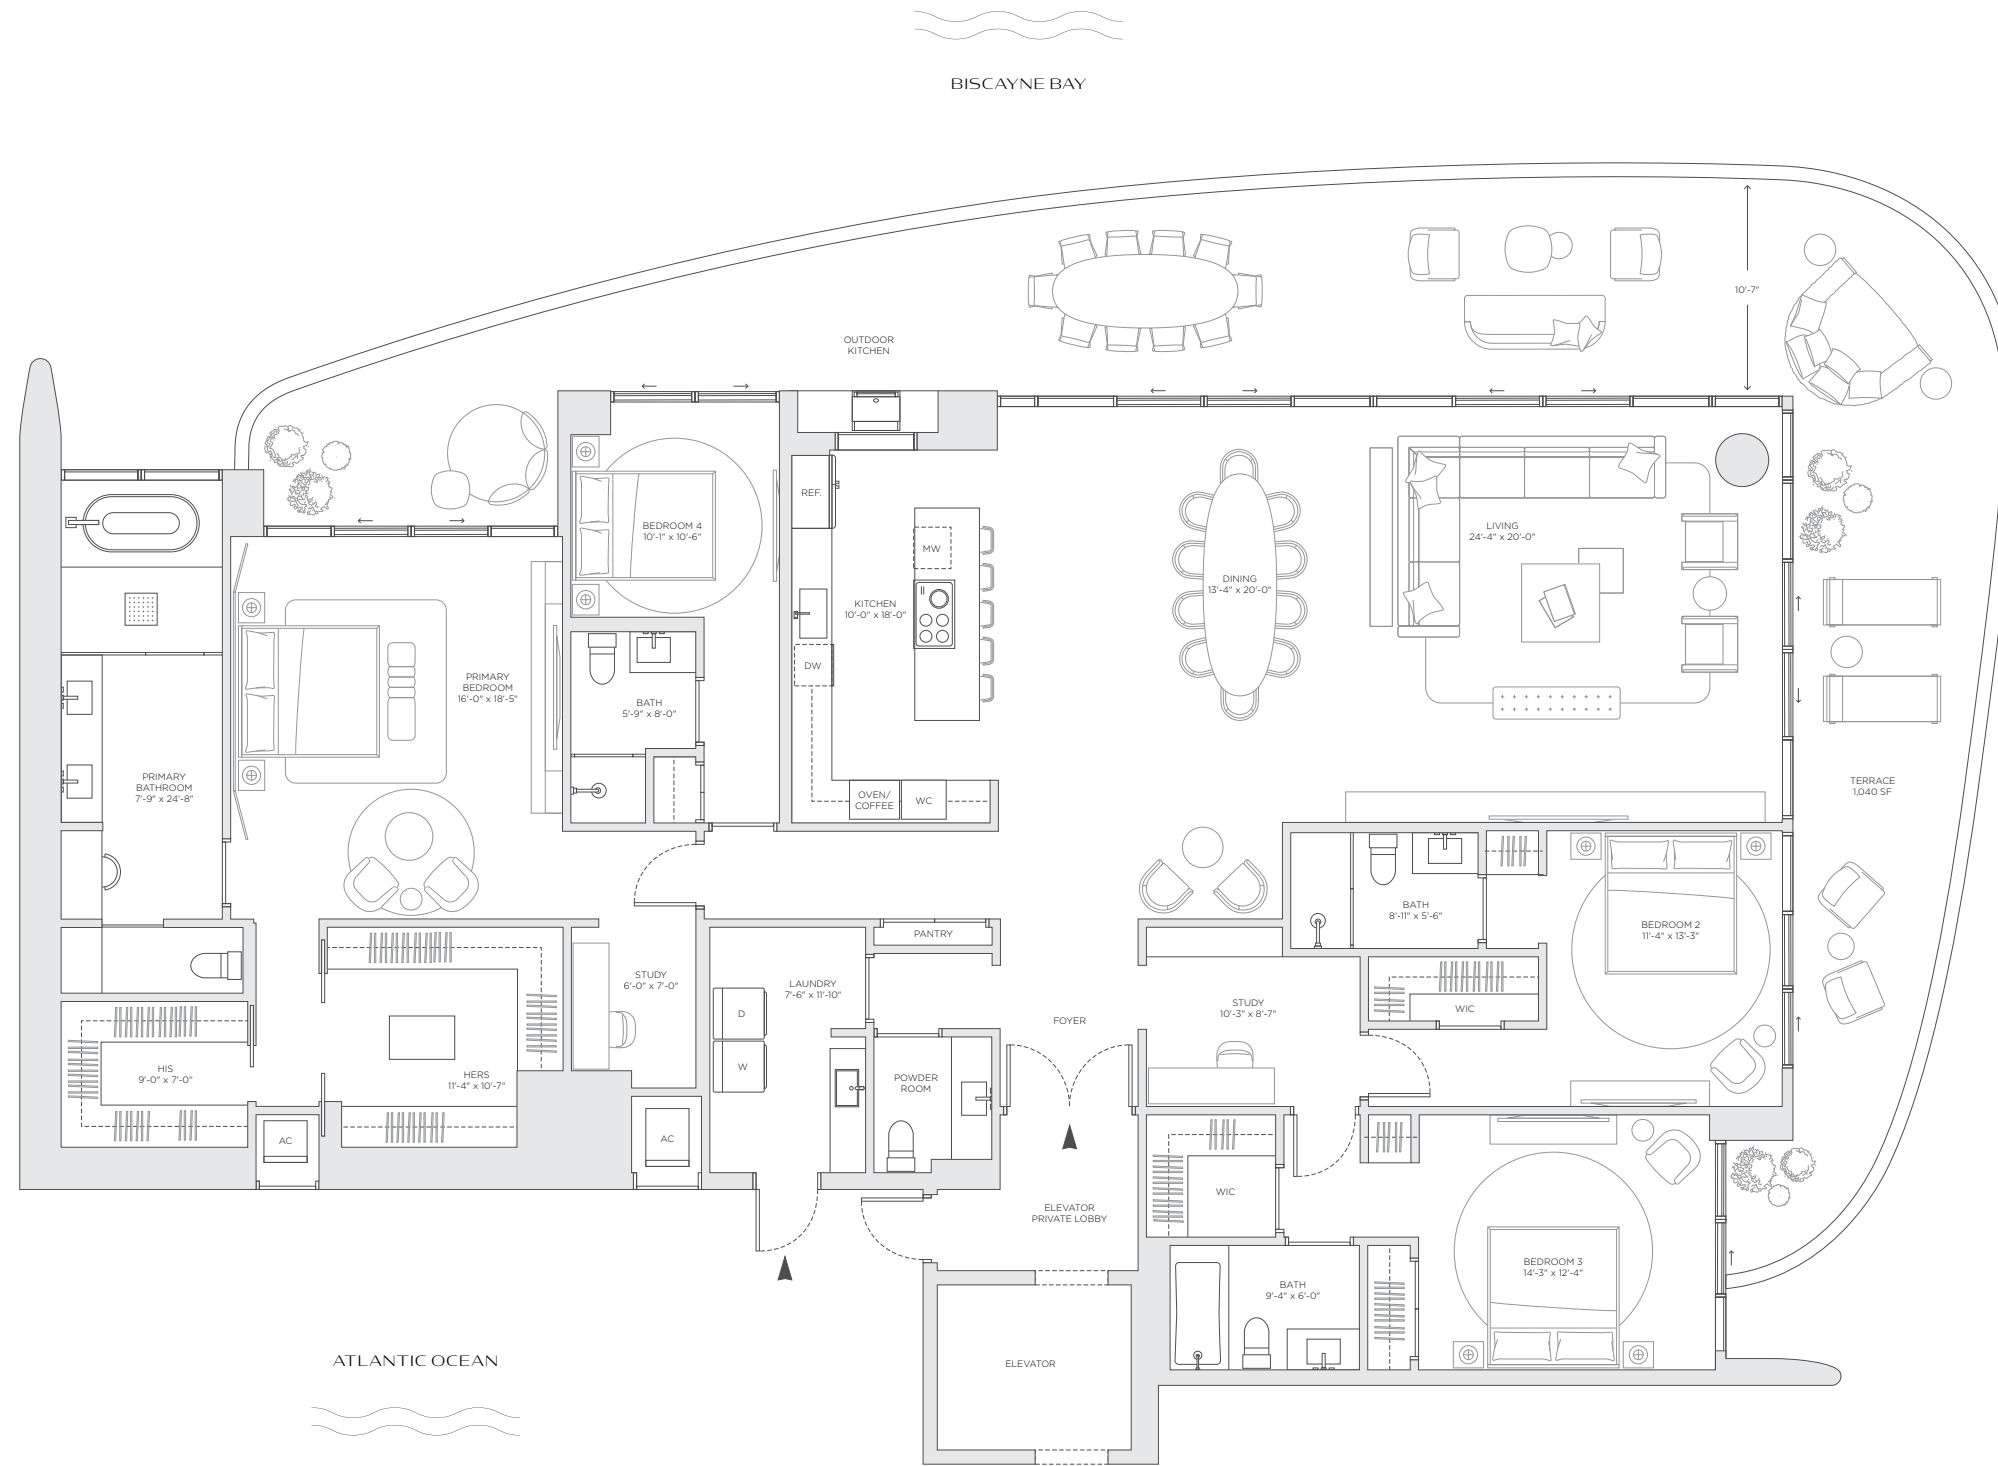 BISCAYNE BAY
10'-7"
OUTDOOR
KITCHEN
REF.
BEDROOM 4
10'-1" x 10'-6"
LIVING
24'-4" x 20'-0"
MW
DINING
13'-4" x 20'-0"
KITCHEN
10'-0" x 18'-0"
DW
PRIMARY
BEDROOM
16'-0" x 18'-5"
BATH
5'-9" x 8'-0"
PRIMARY
BATHROOM
7'-9" x 24'-8"
OVEN/
COFFEE
WC
TERRACE
1,040 SF
BATH
8'-11" x 5'-6"
BEDROOM 2
11'-4" x 13'-3"
PANTRY
STUDY
6'-0" x 7'-0"
LAUNDRY
7'-6" x 11'-10"
D
W
STUDY
10'-3" x 8'-7"
WIC
FOYER
HIS
9'-0" x 7'-0"
HERS
11'-4" x 10'-7"
POWDER
ROOM
AC
AC
WIC
ELEVATOR
PRIVATE LOBBY
BEDROOM 3
14'-3" x 12'-4"
BATH
9'-4" x 6'-0"
ELEVATOR
ATLANTIC OCEAN